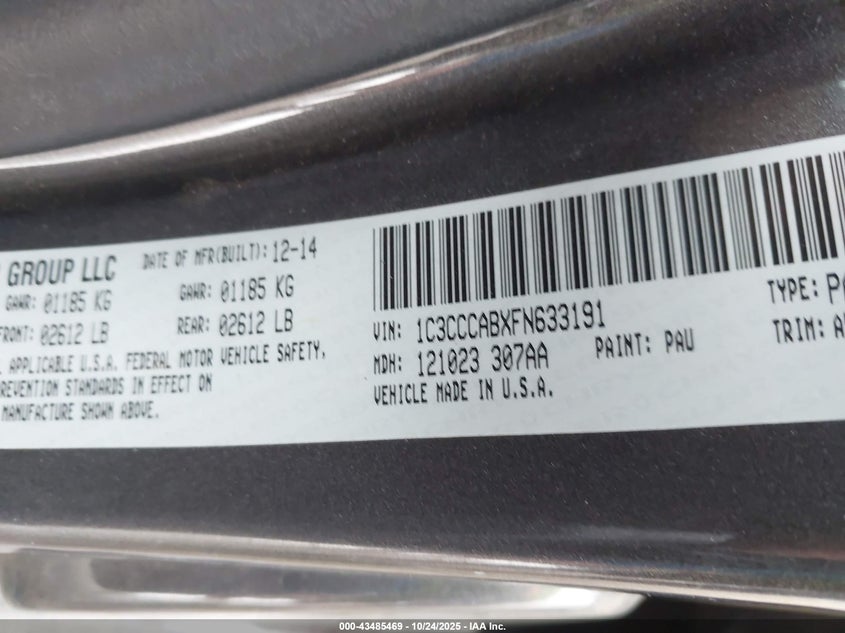 GROUP LLC DATE OF MFR(BUILT): 12-14
GAWR: 01185 KG GAWR: 01185 KG
FRONT: 02612 LB REAR: 02612 LB
APPLICABLE U.S.A. FEDERAL MOTOR VEHICLE SAFETY,
REVENTION STANDARDS IN EFFECT ON
MANUFACTURE SHOWN ABOVE.
VIN: 1C3CCCABXFN633191 TYPE:
MDH: 121023 307AA PAINT: PAU TRIM:
VEHICLE MADE IN U.S.A.
000-43485469 - 10/24/2025 - IAA Inc.